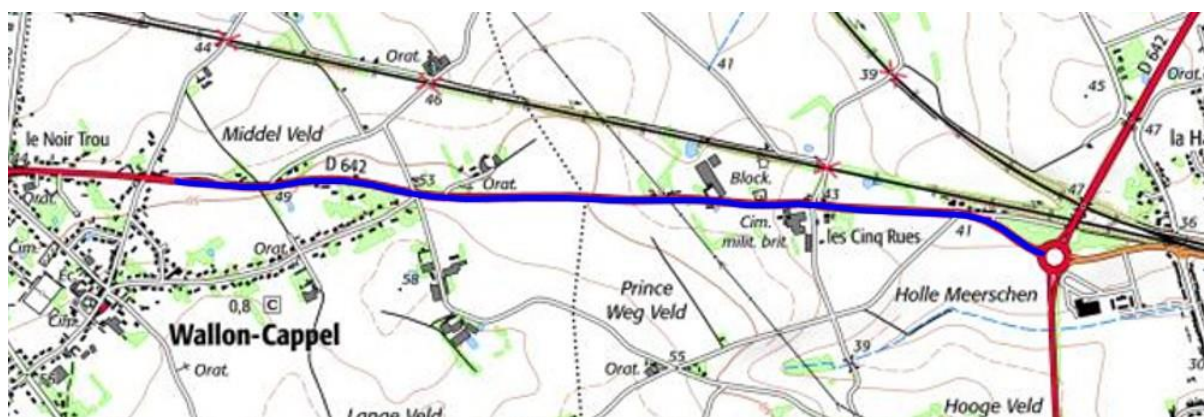 44
Orat.
46
41
39
D 642
Orat.
45
47
la Ha
le Noir Trou
Middel Veld
D 642
44
53
Orat.
49
Block.
43
47
Orat.
Cim.
Cim.
milit. brit.
les Cinq Rues
41
36
Orat.
58
Prince
Weg Veld
Holle Meerschen
0,8 C
Wallon-Cappel
Cim.
39
55
Orat.
Orat.
30
Lange Veld
Hooge Veld